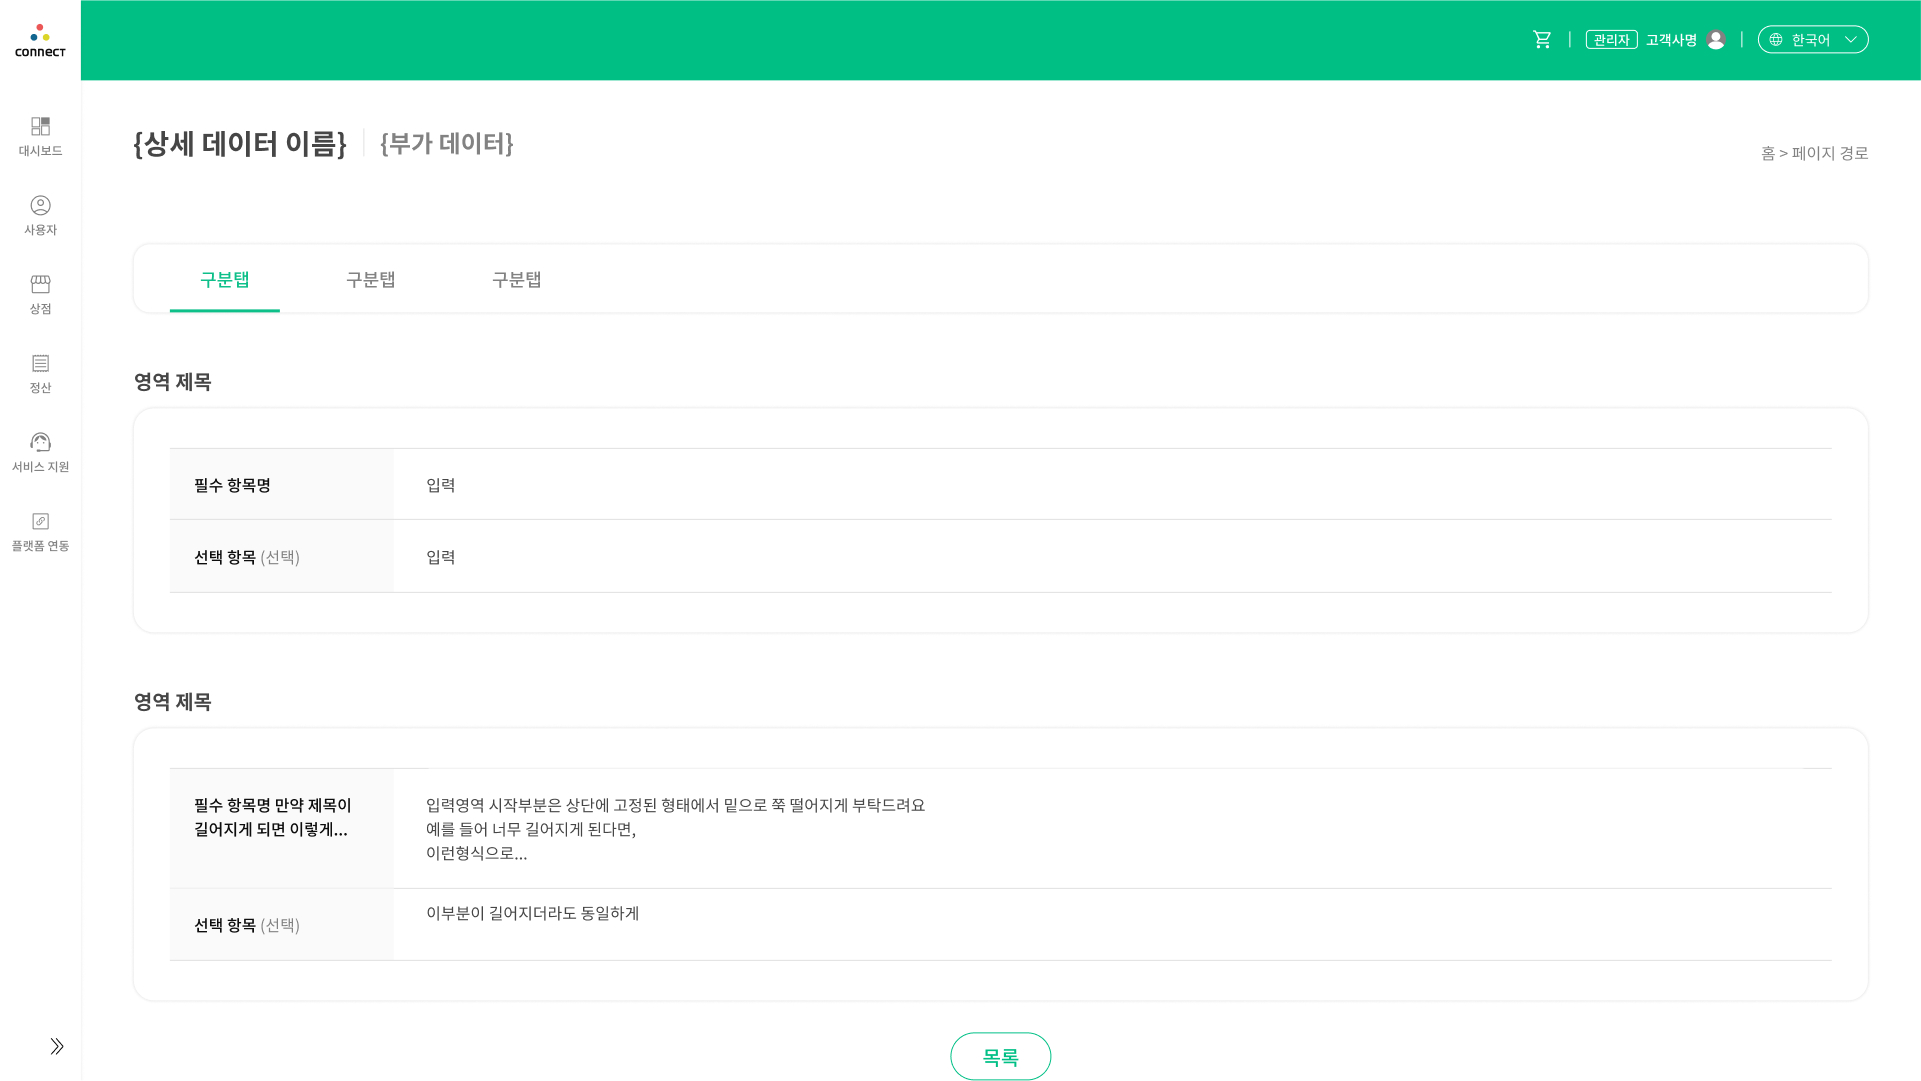 connect
관리자 고객사명 한국어
대시보드
사용자
상점
정산
서비스 지원
플랫폼 연동
{상세 데이터 이름} {부가 데이터}
홈 > 페이지 경로
구분탭 구분탭 구분탭
영역 제목
필수 항목명 입력
선택 항목 (선택) 입력
영역 제목
필수 항목명 만약 제목이
길어지게 되면 이렇게...
입력영역 시작부분은 상단에 고정된 형태에서 밑으로 쭉 떨어지게 부탁드려요
예를 들어 너무 길어지게 된다면,
이런형식으로...
선택 항목 (선택) 이부분이 길어지더라도 동일하게
목록